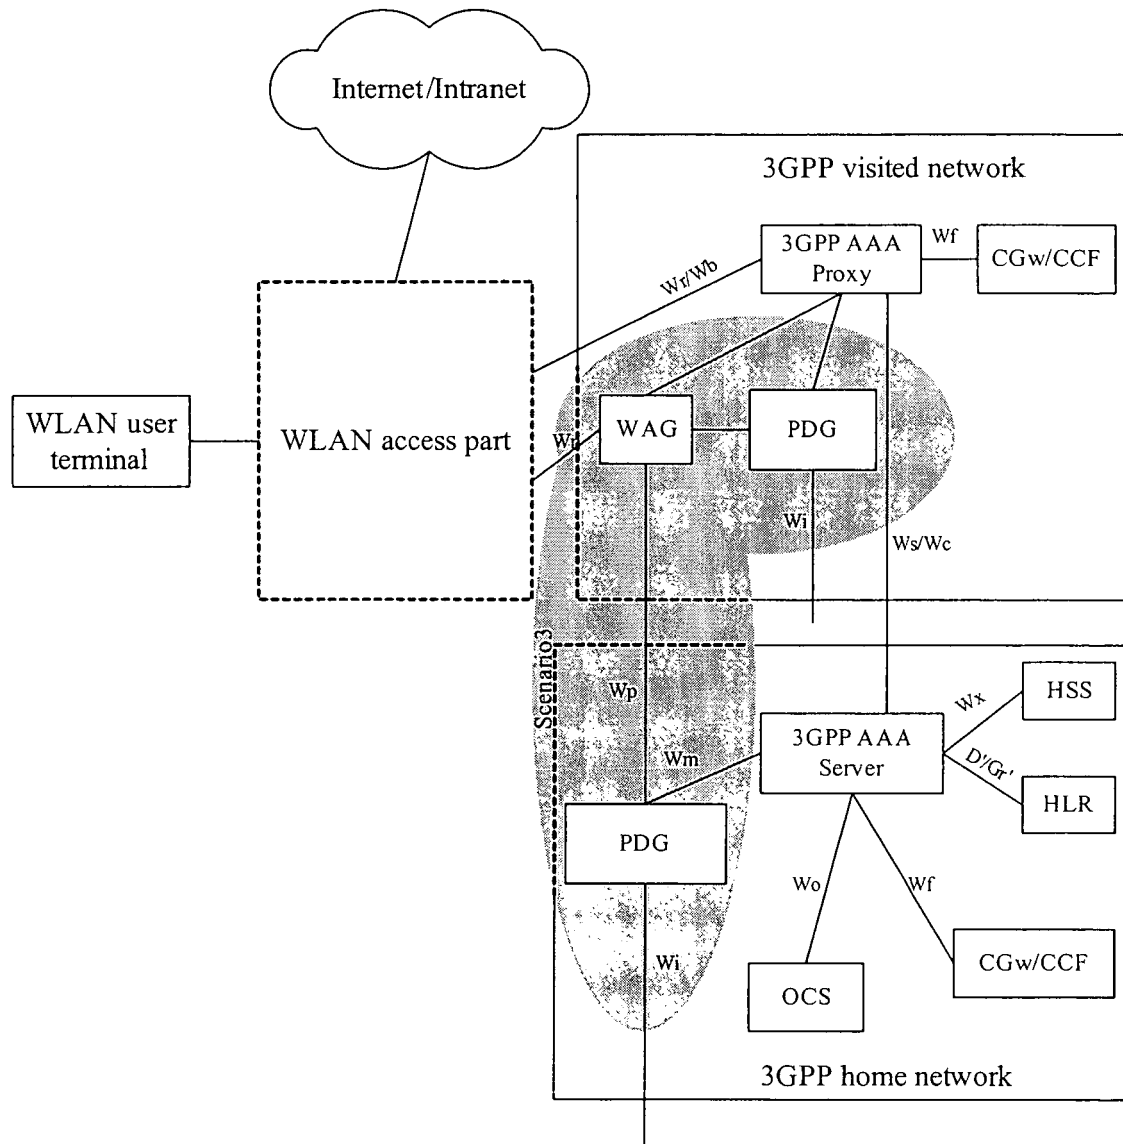 Internet/Intranet
3GPP visited network
3GPP AAA
Proxy
Wf
CGw/CCF
Wr/Wb
WLAN user
terminal
WLAN access part
WAG
PDG
Wi
Ws/Wc
Scenario3
Wp
Wm
3GPP AAA
Server
Wx
HSS
D'/Gr'
HLR
PDG
Wo
Wf
Wi
OCS
CGw/CCF
3GPP home network